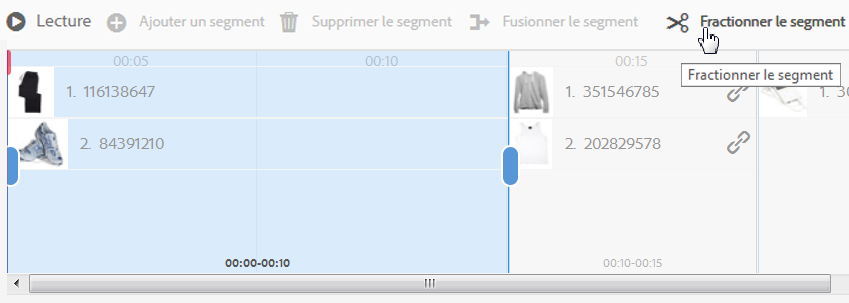 Lecture Ajouter un segment Supprimer le segment Fusionner le segment Fractionner le segment
00:05 00:10 00:15
Fractionner le segment
1. 116138647 1. 351546785 1.
2. 84391210 2. 202829578
00:00-00:10 00:10-00:15